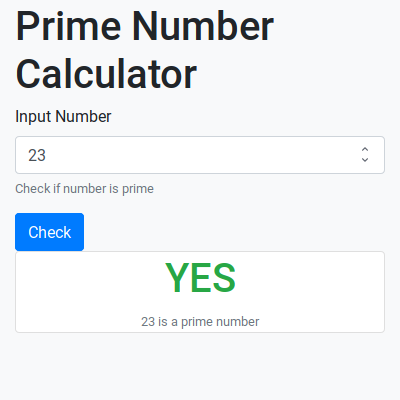 Prime Number
Calculator
Input Number
23
Check if number is prime
Check
YES
23 is a prime number